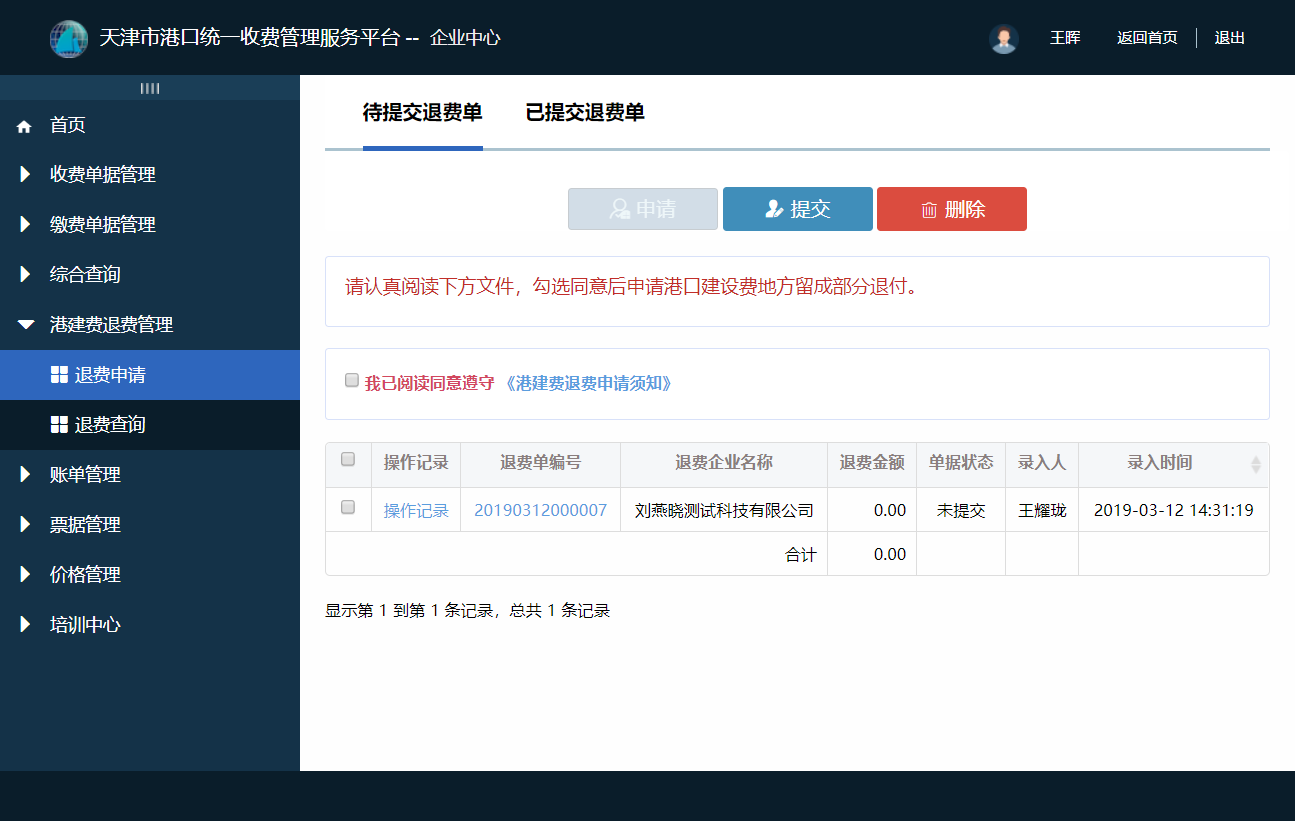 天津市港口统一收费管理服务平台 -- 企业中心
王晖 返回首页 退出
首页
收费单据管理
缴费单据管理
综合查询
港建费退费管理
退费申请
退费查询
账单管理
票据管理
价格管理
培训中心
待提交退费单 已提交退费单
申请 提交 删除
请认真阅读下方文件，勾选同意后申请港口建设费地方留成部分退付。
我已阅读同意遵守 《港建费退费申请须知》
操作记录 退费单编号 退费企业名称 退费金额 单据状态 录入人 录入时间
操作记录 20190312000007 刘燕晓测试科技有限公司 0.00 未提交 王耀珑 2019-03-12 14:31:19
合计 0.00
显示第 1 到第 1 条记录，总共 1 条记录